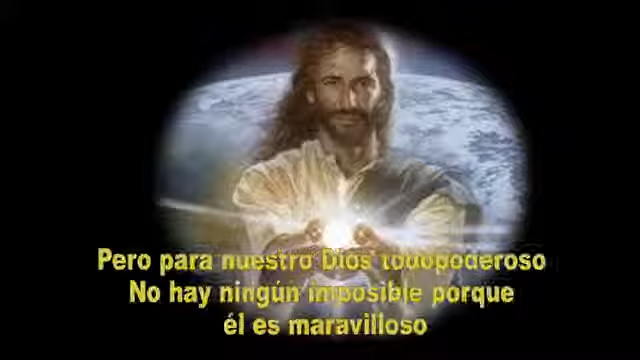 Pero para nuestro Dios todopoderoso
No hay ningún imposible porque
él es maravilloso